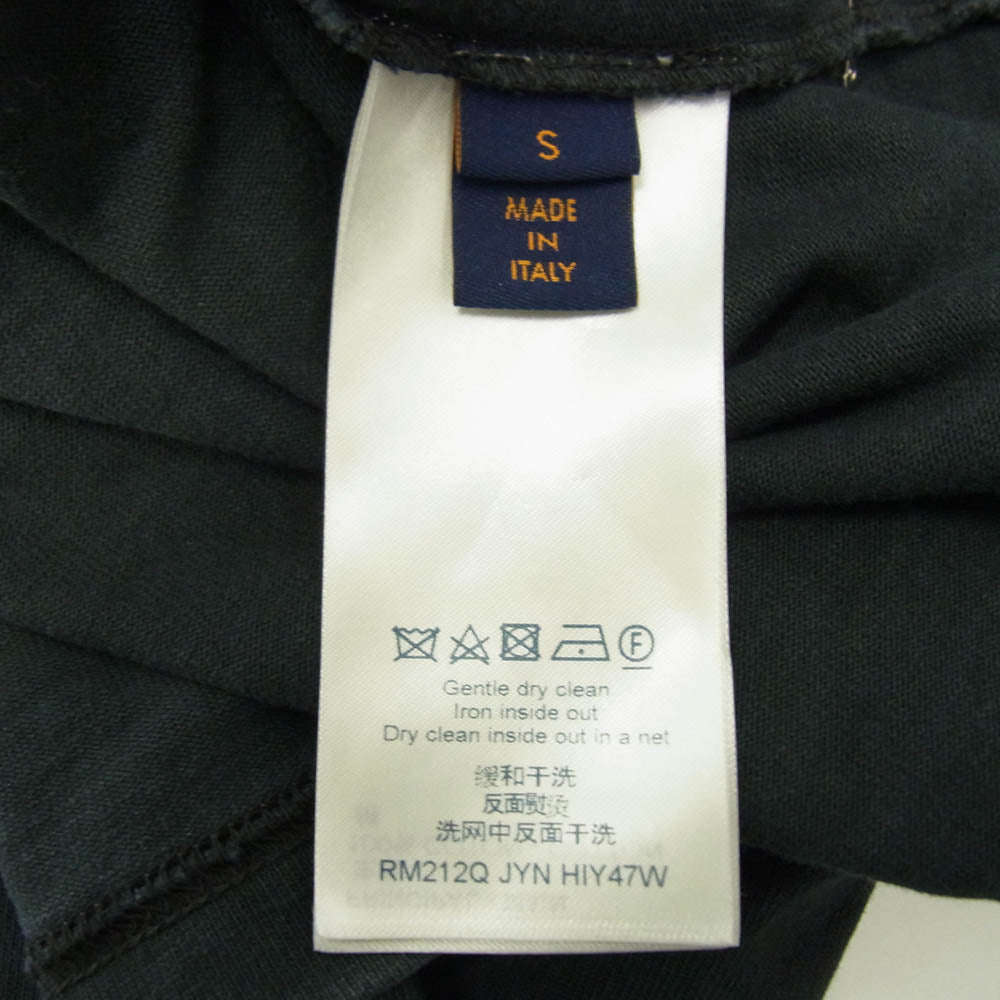 S
MADE
IN
ITALY
F
Gentle dry clean
Iron inside out
Dry clean inside out in a net
缓和干洗
反面熨烫
洗网中反面干洗
RM212Q JYN HIY47W